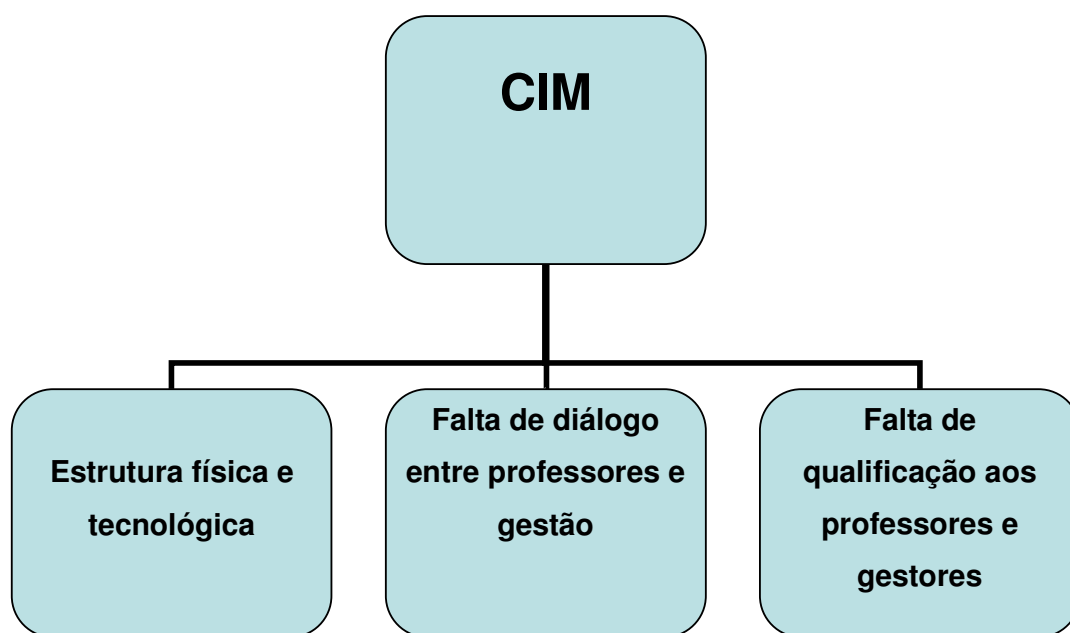 CIM
Estrutura física e
tecnológica
Falta de diálogo
entre professores e
gestão
Falta de
qualificação aos
professores e
gestores